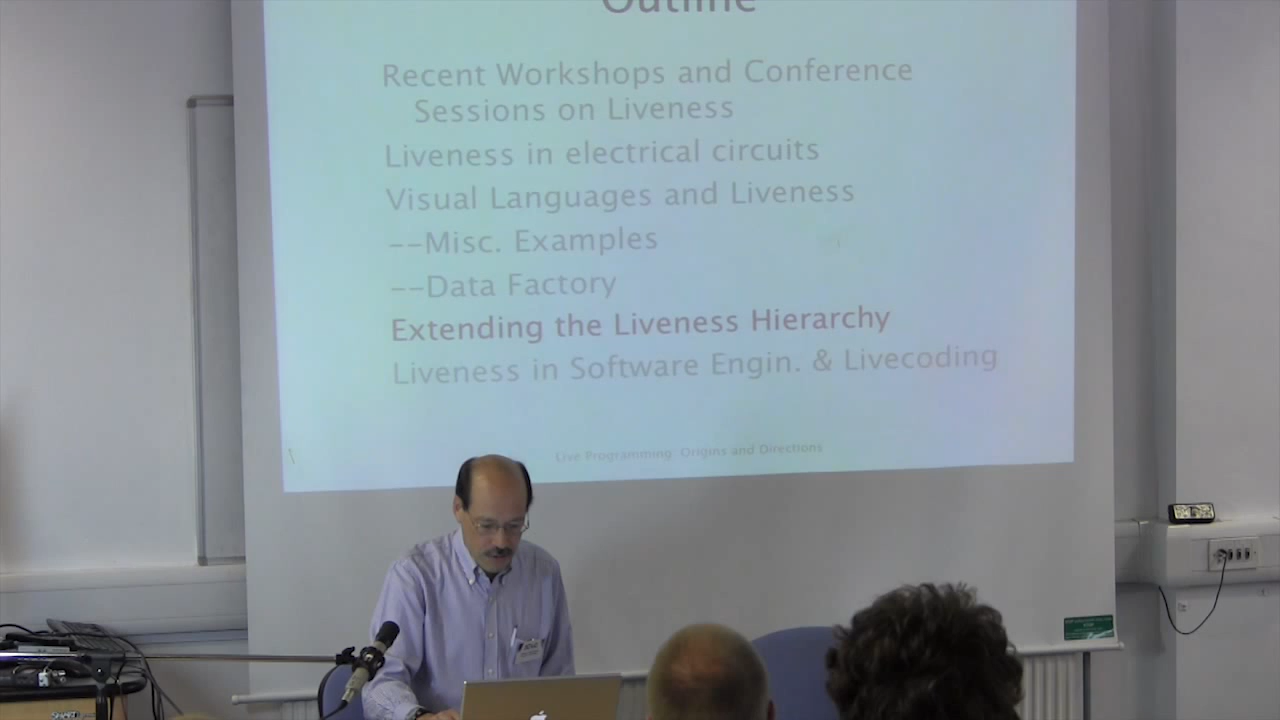 Outline
Recent Workshops and Conference
Sessions on Liveness
Liveness in electrical circuits
Visual Languages and Liveness
--Misc. Examples
--Data Factory
Extending the Liveness Hierarchy
Liveness in Software Engin. & Livecoding
Live Programming: Origins and Directions